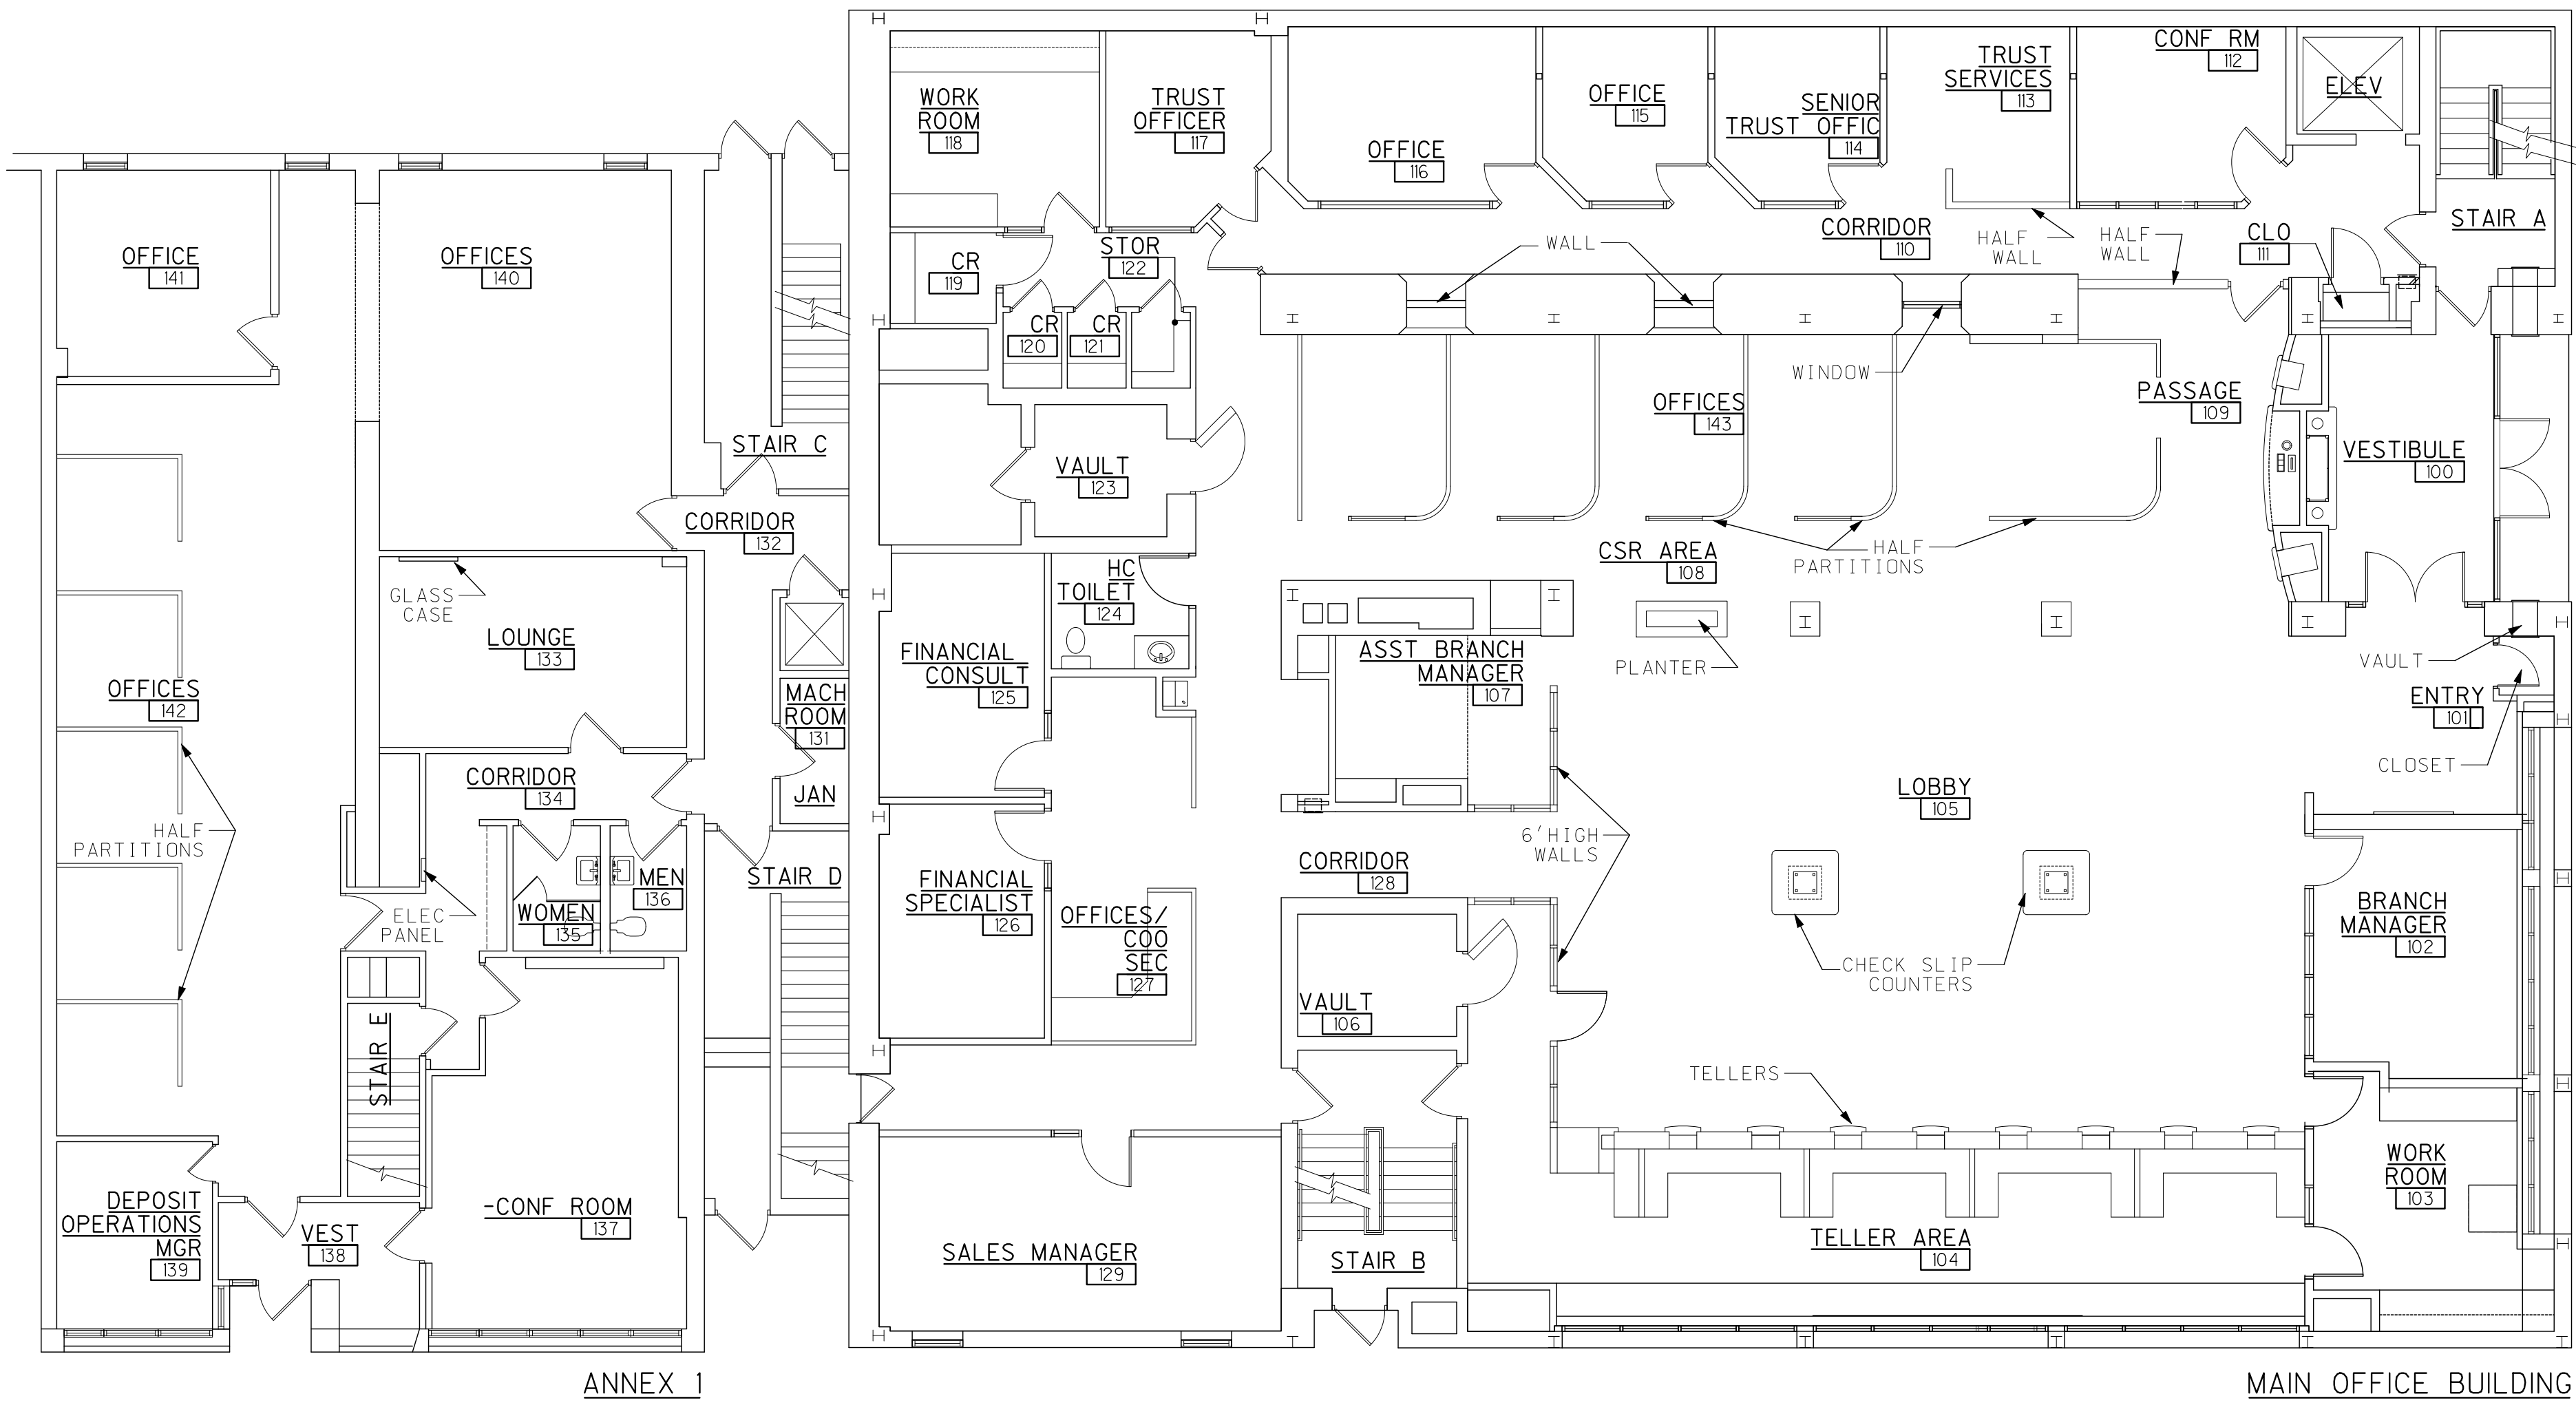 WORK
ROOM
118
TRUST
OFFICER
117
OFFICE
116
OFFICE
115
SENIOR
TRUST OFFIC
114
TRUST
SERVICES
113
CONF RM
112
ELEV
STAIR A
CORRIDOR
110
HALF
WALL
HALF
WALL
CLO
111
WALL
OFFICE
141
OFFICES
140
CR
119
STOR
122
CR
120
CR
121
WINDOW
OFFICES
143
PASSAGE
109
VESTIBULE
100
STAIR C
VAULT
123
CORRIDOR
132
CSR AREA
108
HALF
PARTITIONS
GLASS
CASE
HC
TOILET
124
LOUNGE
133
FINANCIAL
CONSULT
125
ASST BRANCH
MANAGER
107
PLANTER
VAULT
ENTRY
101
OFFICES
142
MACH
ROOM
131
CLOSET
CORRIDOR
134
JAN
LOBBY
105
HALF
PARTITIONS
6'HIGH
WALLS
CORRIDOR
128
STAIR D
MEN
136
WOMEN
135
ELEC
PANEL
FINANCIAL
SPECIALIST
126
OFFICES/
COO
SEC
127
BRANCH
MANAGER
102
CHECK SLIP
COUNTERS
VAULT
106
STAIR E
TELLERS
WORK
ROOM
103
DEPOSIT
OPERATIONS
MGR
139
VEST
138
-CONF ROOM
137
SALES MANAGER
129
STAIR B
TELLER AREA
104
ANNEX 1
MAIN OFFICE BUILDING